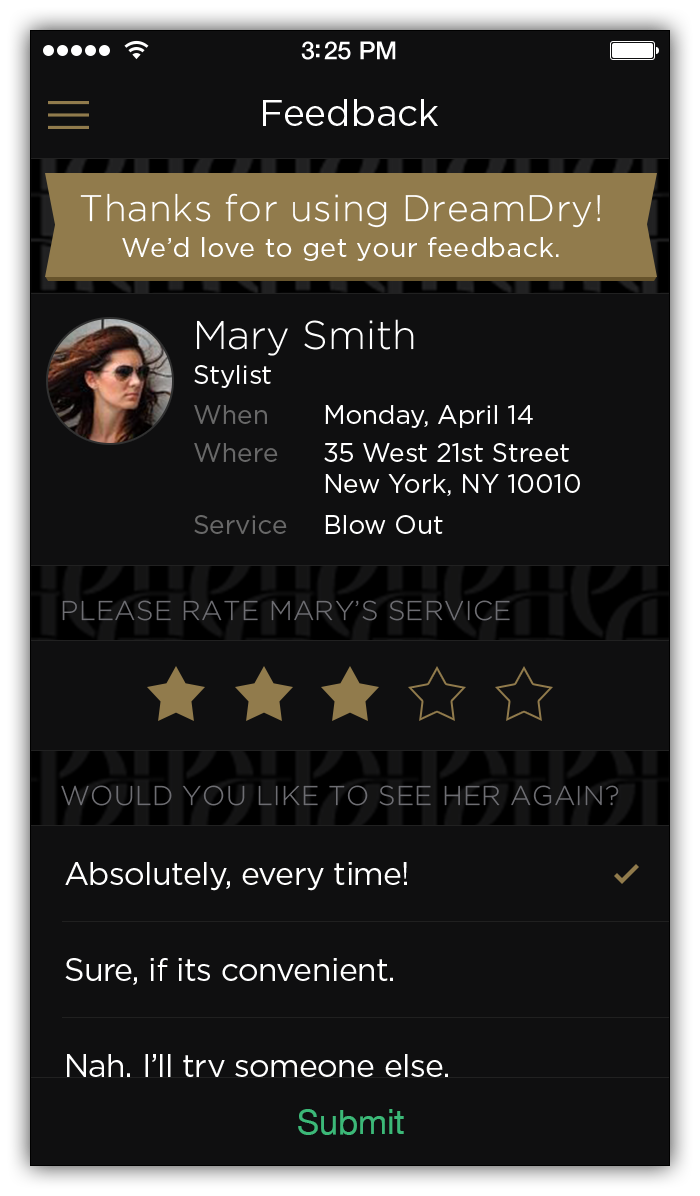 3:25 PM
Feedback
Thanks for using DreamDry!
We’d love to get your feedback.
Mary Smith
Stylist
When Monday, April 14
Where 35 West 21st Street
New York, NY 10010
Service Blow Out
PLEASE RATE MARY’S SERVICE
WOULD YOU LIKE TO SEE HER AGAIN?
Absolutely, every time!
Sure, if its convenient.
Nah. I’ll try someone else.
Submit